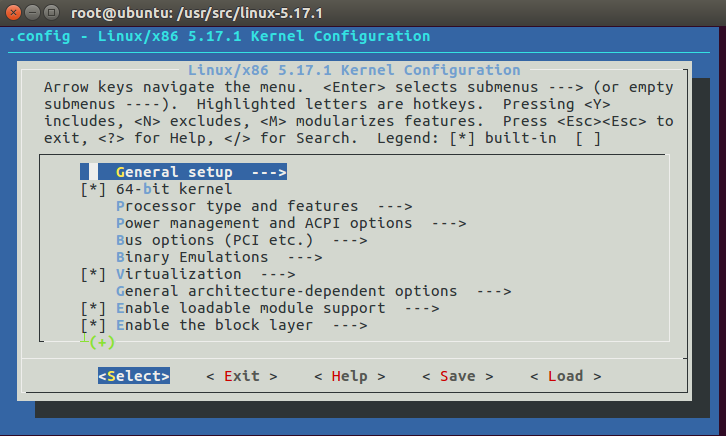 root@ubuntu: /usr/src/linux-5.17.1
.config - Linux/x86 5.17.1 Kernel Configuration
Linux/x86 5.17.1 Kernel Configuration
Arrow keys navigate the menu.  <Enter> selects submenus ---> (or empty
submenus ----).  Highlighted letters are hotkeys.  Pressing <Y>
includes, <N> excludes, <M> modularizes features.  Press <Esc><Esc> to
exit, <?> for Help, </> for Search.  Legend: [*] built-in  [ ]
General setup  --->
[*] 64-bit kernel
Processor type and features  --->
Power management and ACPI options  --->
Bus options (PCI etc.)  --->
Binary Emulations  --->
[*] Virtualization  --->
General architecture-dependent options  --->
[*] Enable loadable module support  --->
[*] Enable the block layer  --->
(+)
<Select>    < Exit >    < Help >    < Save >    < Load >